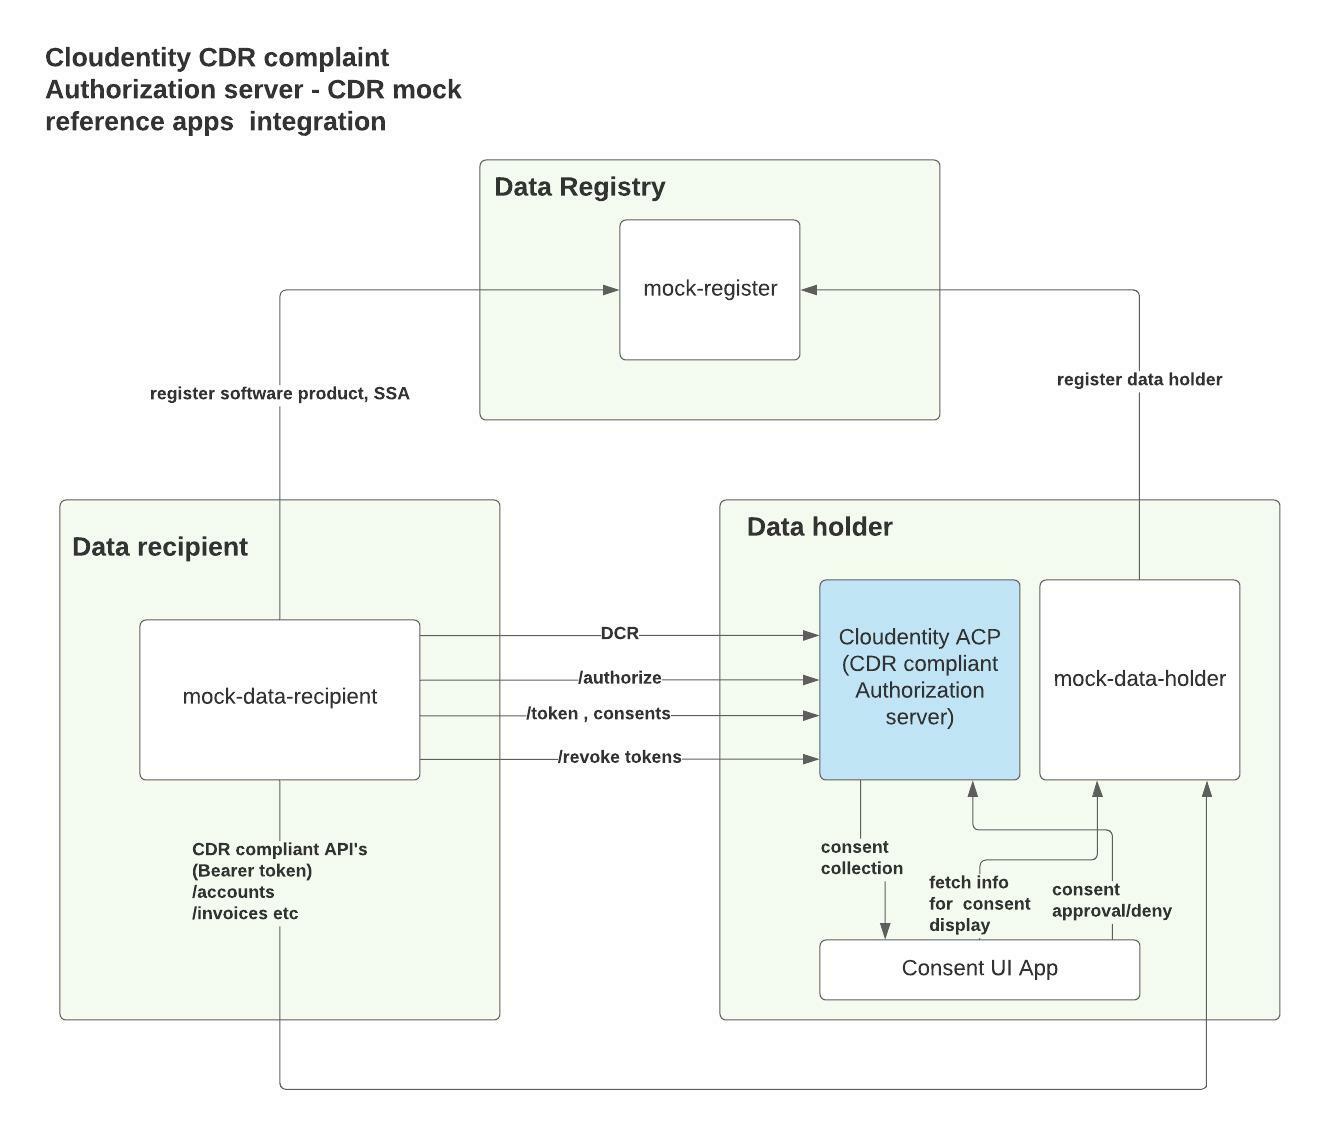 Cloudentity CDR complaint
Authorization server - CDR mock
reference apps  integration
Data Registry
mock-register
register software product, SSA
register data holder
Data recipient
mock-data-recipient
Data holder
DCR
/authorize
/token , consents
/revoke tokens
Cloudentity ACP
(CDR compliant
Authorization
server)
mock-data-holder
CDR compliant API's
(Bearer token)
/accounts
/invoices etc
consent
collection
fetch info
for  consent
display
consent
approval/deny
Consent UI App